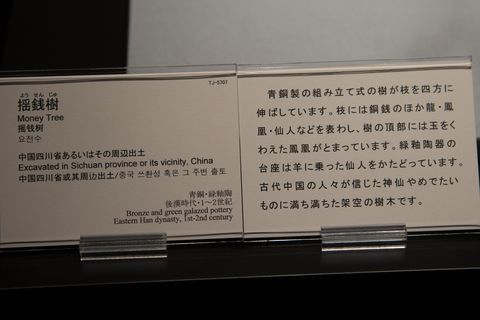 TJ-5707
ようせんじゅ
揺銭樹
Money Tree
摇钱树
요전수
中国四川省あるいはその周辺出土
Excavated in Sichuan province or its vicinity, China
中国四川省或其周边出土/중국 쓰촨성 혹은 그 주변 출토
青銅・緑釉陶
後漢時代・1～2世紀
Bronze and green galazed pottery
Eastern Han dynasty, 1st-2nd century
青銅製の組み立て式の樹が枝を四方に
伸ばしています。枝には銅銭のほか龍・鳳
凰・仙人などを表わし、樹の頂部には玉をく
わえた鳳凰がとまっています。緑釉陶器の
台座は羊に乗った仙人をかたどっています。
古代中国の人々が信じた神仙やめでたい
ものに満ち満ちた架空の樹木です。